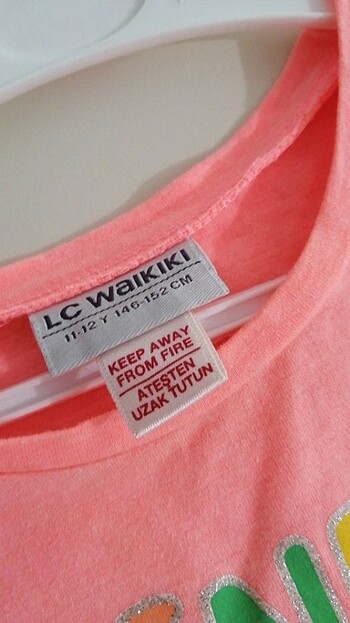 LC WAIKIKI
11-12 Y 146-152 CM
KEEP AWAY
FROM FIRE
ATEŞTEN
UZAK TUTUN